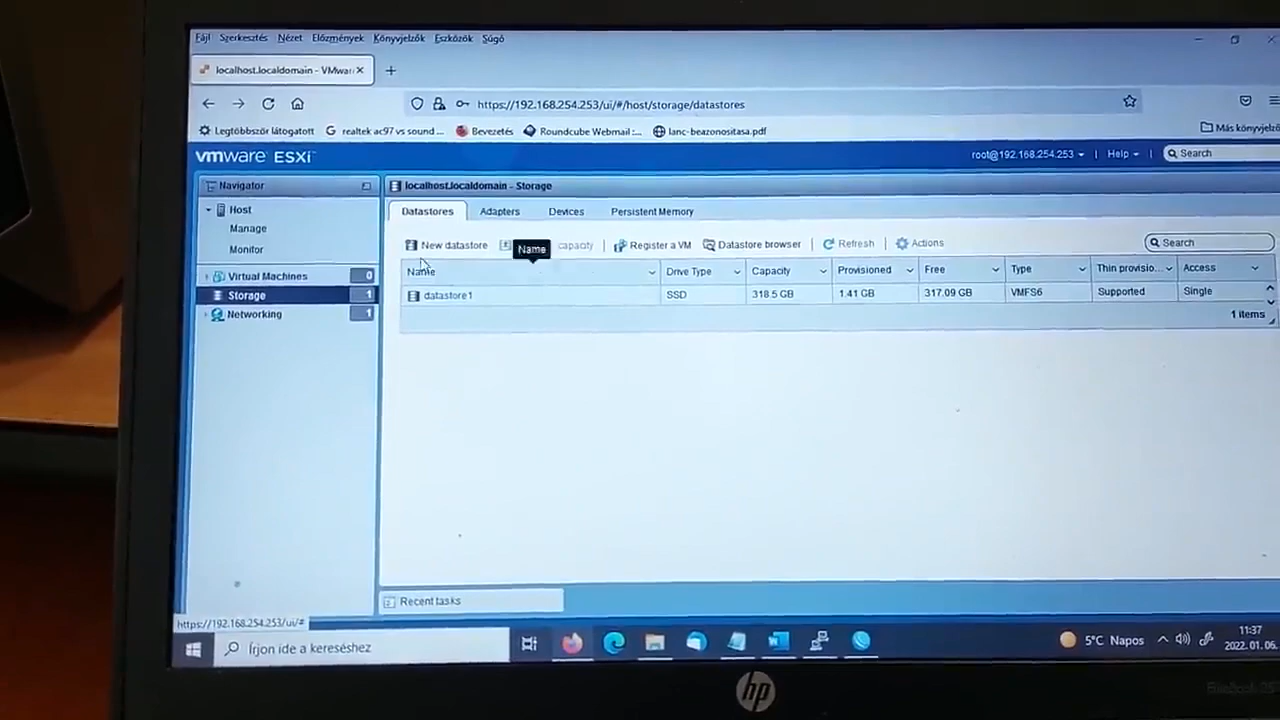 Fájl Szerkesztés Nézet Előzmények Könyvjelzők Eszközök Súgó
localhost.localdomain - VMwar
https://192.168.254.253/ui/#/host/storage/datastores
Legtöbbször látogatott realtek ac97 vs sound ... Bevezetés Roundcube Webmail :... lanc-beazonositasa.pdf Más könyvjelző
vmware ESXi root@192.168.254.253 | Help | Search
Navigator
localhost.localdomain - Storage
Host
Manage
Monitor
Virtual Machines 0
Storage 1
Networking 1
Datastores Adapters Devices Persistent Memory
New datastore capacity Register a VM Datastore browser Refresh Actions Search
Name
Name Drive Type Capacity Provisioned Free Type Thin provisio... Access
datastore1 SSD 318.5 GB 1.41 GB 317.09 GB VMFS6 Supported Single
1 items
Recent tasks
https://192.168.254.253/ui/#
Írjon ide a kereséshez
5°C Napos
11:37
2022. 01. 06.
hp